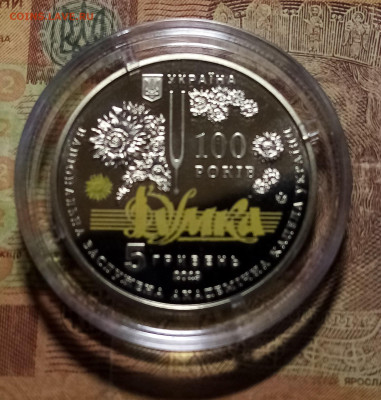 УКРАЇНА
100
РОКІВ
ДУМКА
5 ГРИВЕНЬ
НАЦІОНАЛЬНА ЗАСЛУЖЕНА АКАДЕМІЧНА КАПЕЛА УКРАЇНИ